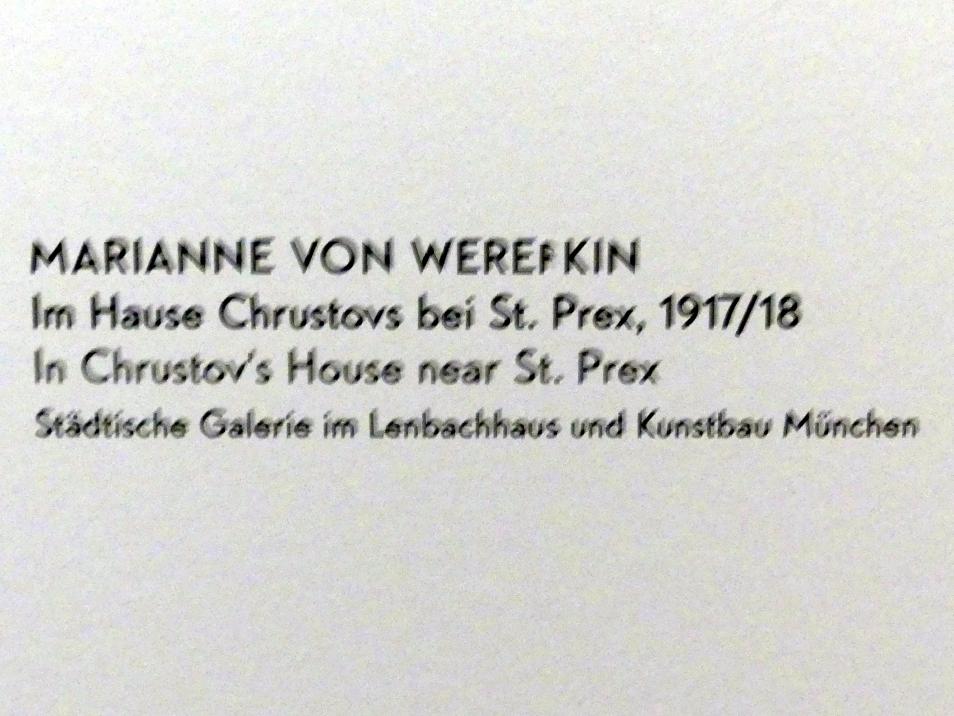 MARIANNE VON WEREFKIN
Im Hause Chrustovs bei St. Prex, 1917/18
In Chrustov's House near St. Prex
Städtische Galerie im Lenbachhaus und Kunstbau München